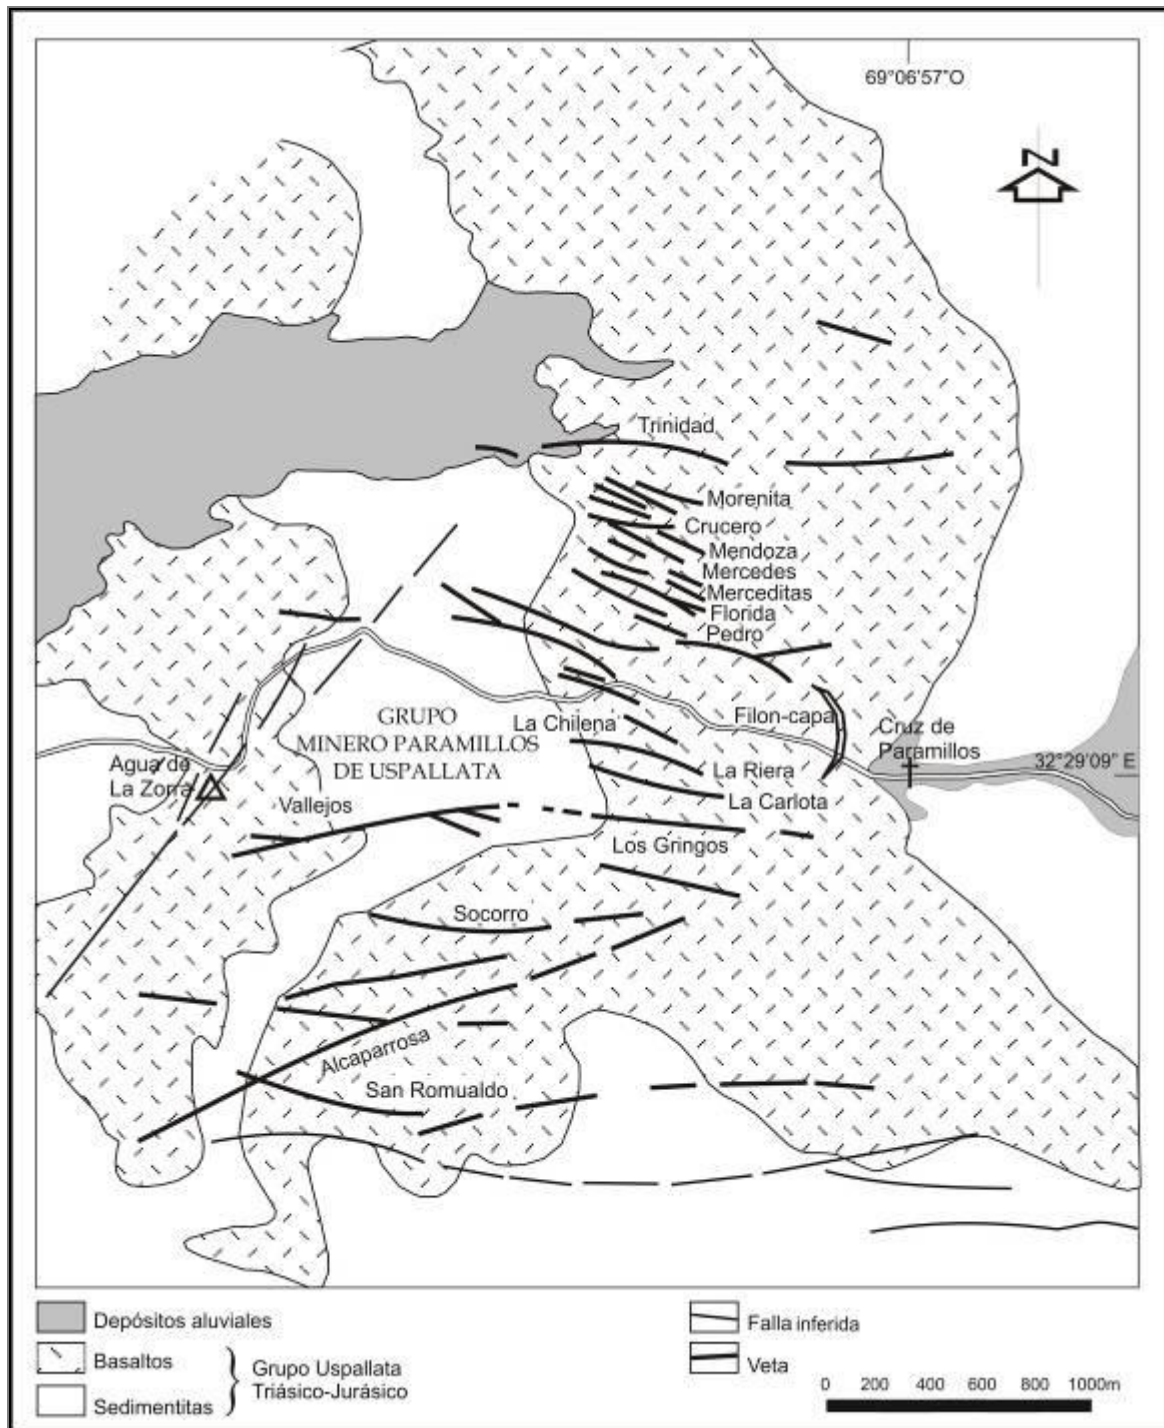 69°06'57"O
N
Trinidad
Morenita
Crucero
Mendoza
Mercedes
Merceditas
Florida
Pedro
GRUPO
MINERO PARAMILLOS
DE USPALLATA
La Chilena
Filon-capa
Cruz de
Paramillos
32°29'09" E
Agua de
La Zorra
La Riera
La Carlota
Vallejos
Los Gringos
Socorro
Alcaparrosa
San Romualdo
Depósitos aluviales
Basaltos
Sedimentitas
Grupo Uspallata
Triásico-Jurásico
Falla inferida
Veta
0 200 400 600 800 1000m